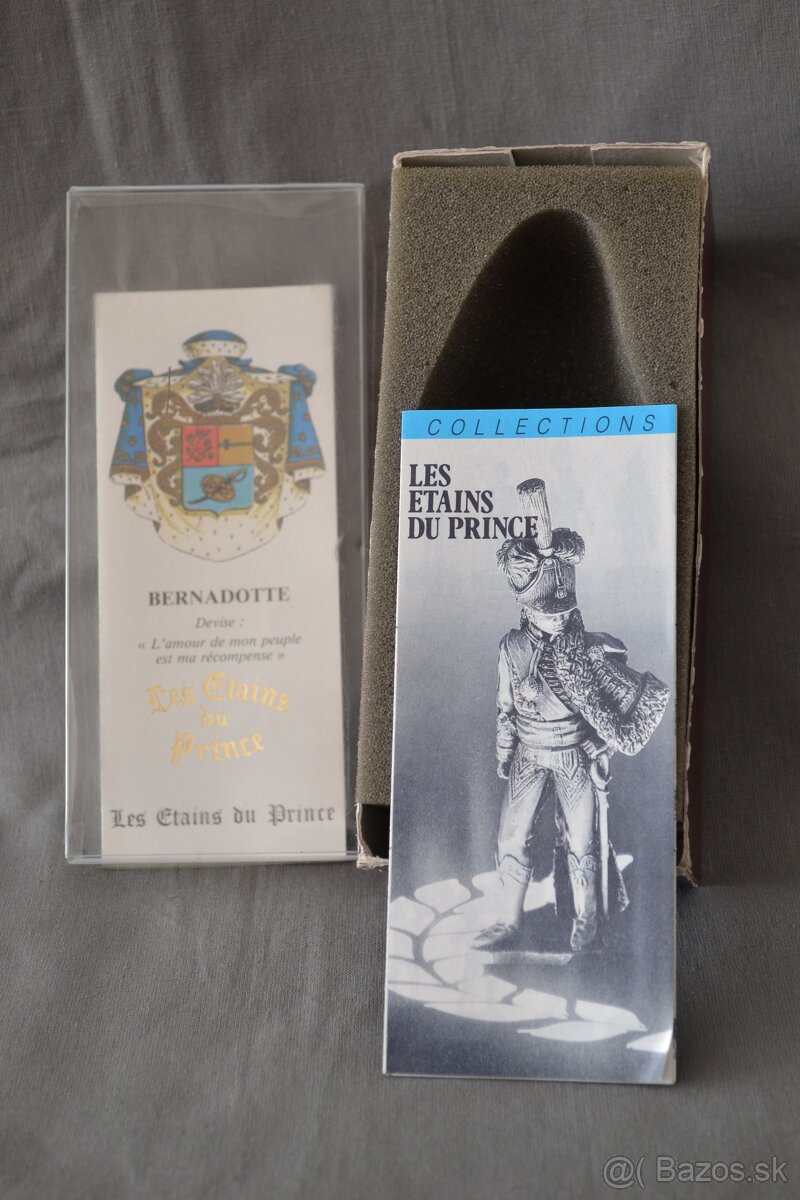 BERNADOTTE
Devise :
« L'amour de mon peuple
est ma récompense »
Les Etains
du
Prince
Les Etains du Prince
COLLECTIONS
LES
ETAINS
DU PRINCE
@( Bazos.sk